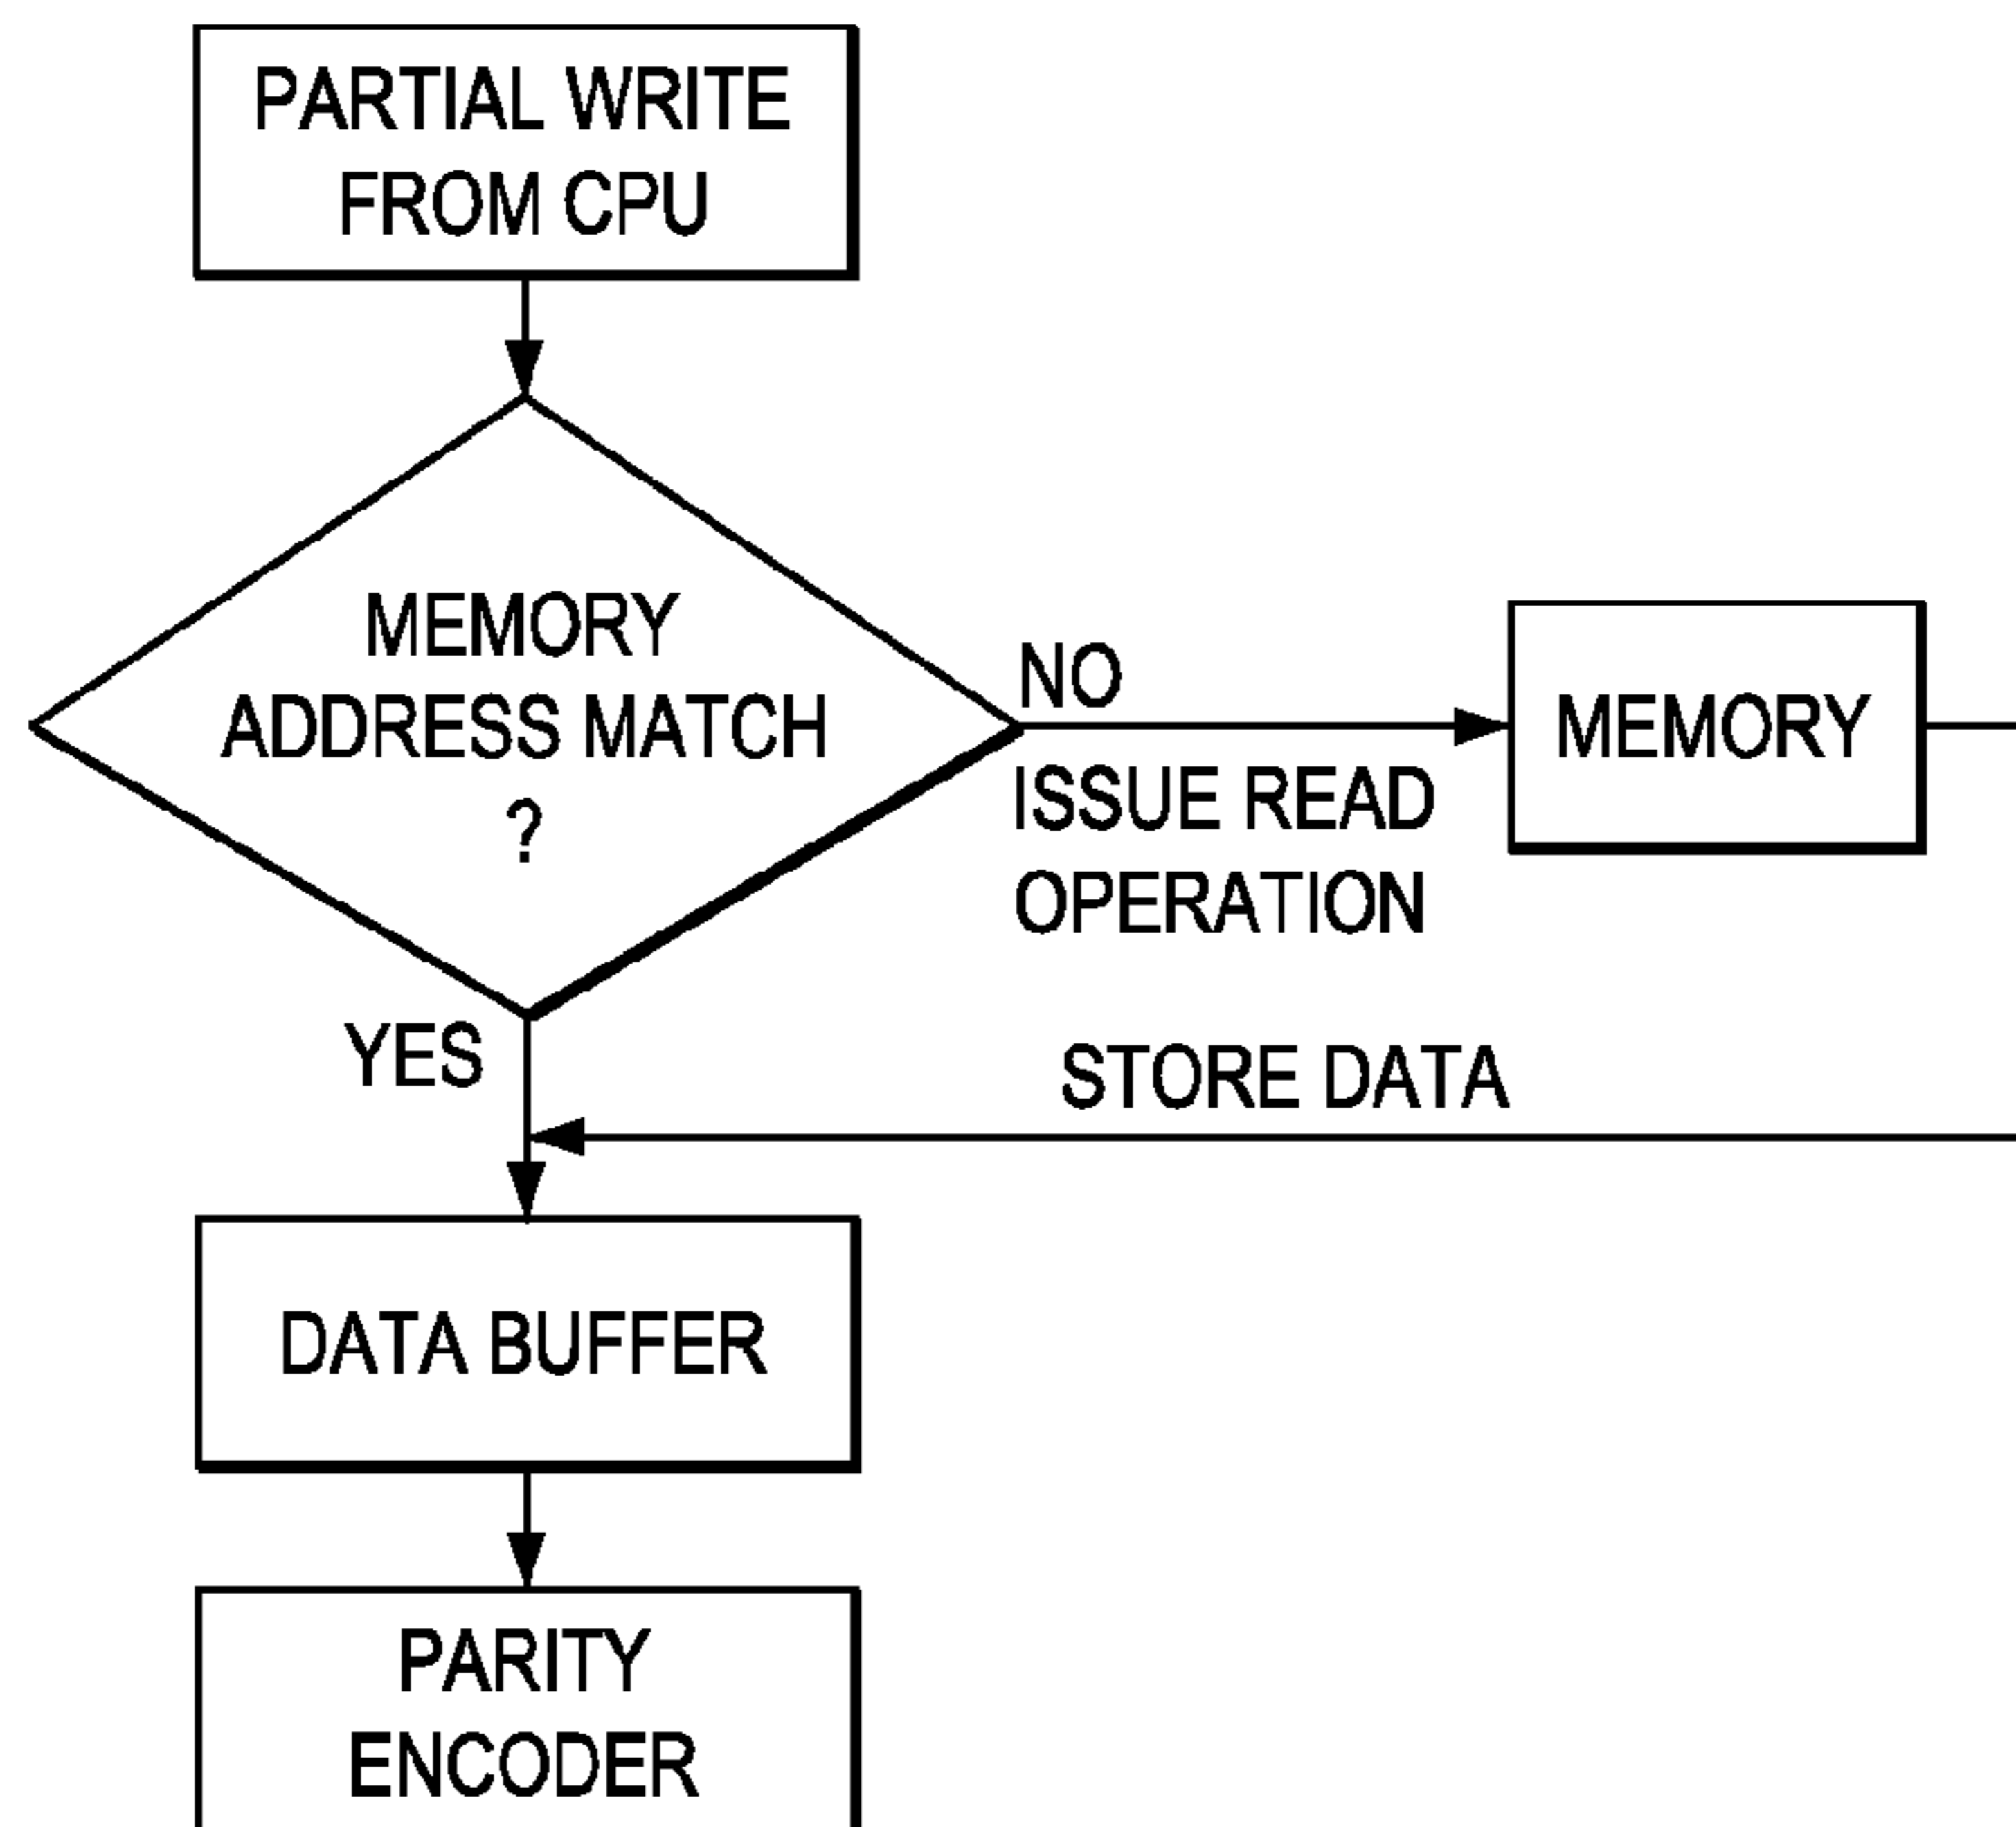 PARTIAL WRITE
FROM CPU
MEMORY
ADDRESS MATCH
?
NO
ISSUE READ
OPERATION
MEMORY
YES
STORE DATA
DATA BUFFER
PARITY
ENCODER